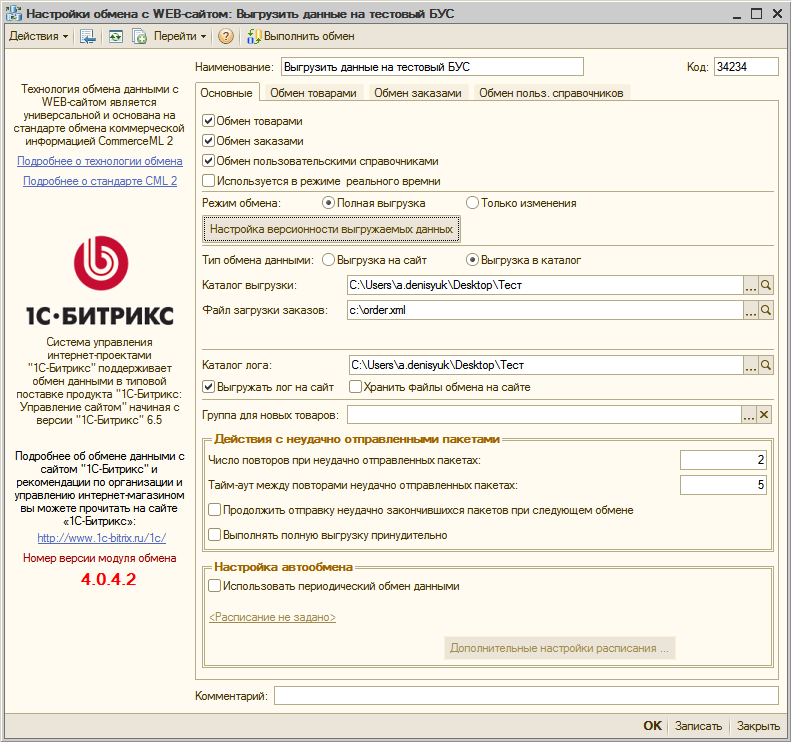 Настройки обмена с WEB-сайтом: Выгрузить данные на тестовый БУС
Действия Перейти ? Выполнить обмен
Наименование: Выгрузить данные на тестовый БУС Код: 34234
Технология обмена данными с
WEB-сайтом является
универсальной и основана на
стандарте обмена коммерческой
информацией CommerceML 2
Подробнее о технологии обмена
Подробнее о стандарте CML 2
1С•БИТРИКС
Система управления
интернет-проектами
"1С-Битрикс" поддерживает
обмен данными в типовой
поставке продукта "1С-Битрикс:
Управление сайтом" начиная с
версии "1С-Битрикс" 6.5
Подробнее об обмене данными с
сайтом "1С-Битрикс" и
рекомендации по организации и
управлению интернет-магазином
вы можете прочитать на сайте
«1С-Битрикс»:
http://www.1c-bitrix.ru/1c/
Номер версии модуля обмена
4.0.4.2
Основные Обмен товарами Обмен заказами Обмен польз. справочников
Обмен товарами
Обмен заказами
Обмен пользовательскими справочниками
Используется в режиме реального времни
Режим обмена: Полная выгрузка Только изменения
Настройка версионности выгружаемых данных
Тип обмена данными: Выгрузка на сайт Выгрузка в каталог
Каталог выгрузки: C:\Users\a.denisyuk\Desktop\Тест ...
Файл загрузки заказов: c:\order.xml ...
Каталог лога: C:\Users\a.denisyuk\Desktop\Тест ...
Выгружать лог на сайт Хранить файлы обмена на сайте
Группа для новых товаров: ...
Действия с неудачно отправленными пакетами
Число повторов при неудачно отправленных пакетах: 2
Тайм-аут между повторами неудачно отправленных пакетах: 5
Продолжить отправку неудачно закончившихся пакетов при следующем обмене
Выполнять полную выгрузку принудительно
Настройка автообмена
Использовать периодический обмен данными
<Расписание не задано>
Дополнительные настройки расписания ...
Комментарий:
OK Записать Закрыть